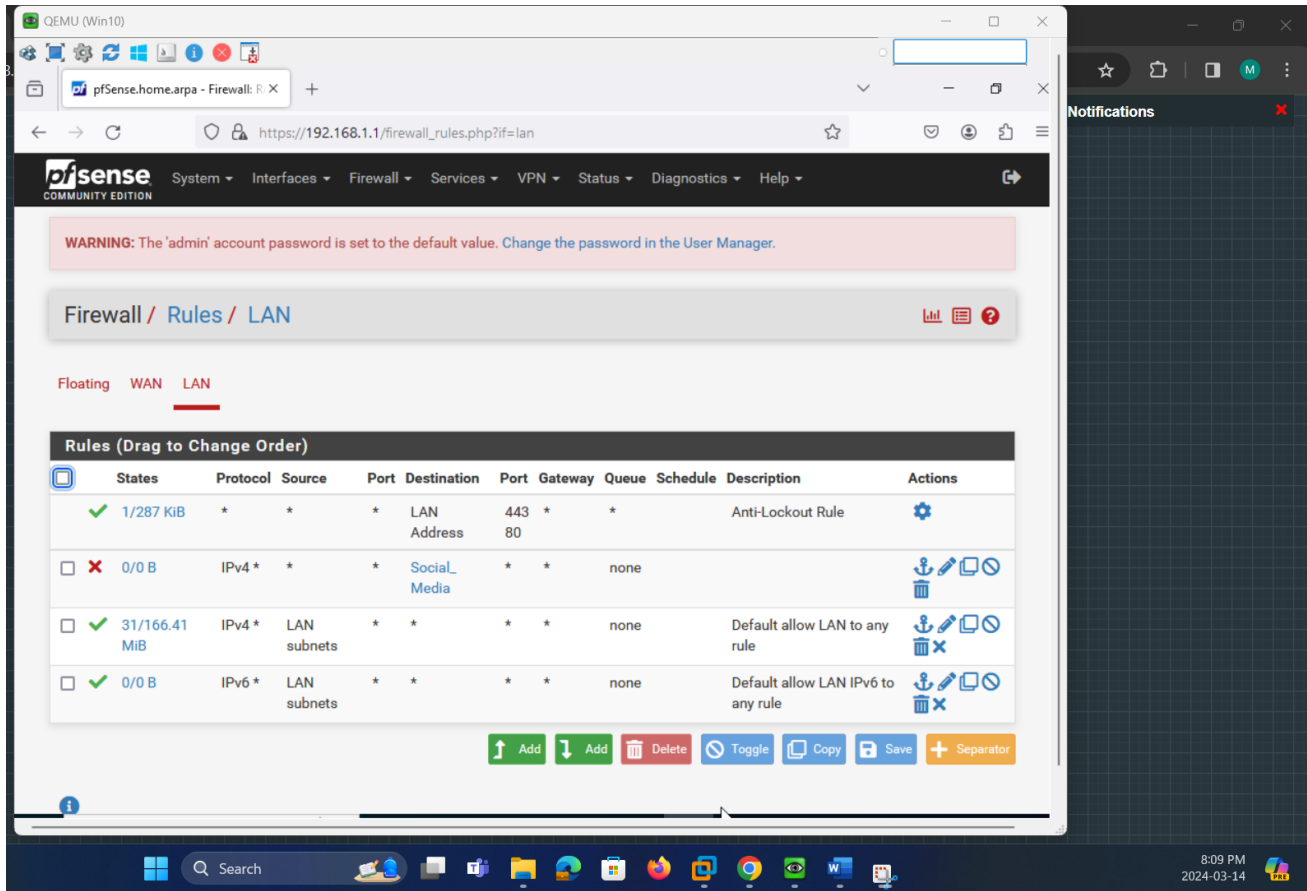 QEMU (Win10)
pfSense.home.arpa - Firewall: R
https://192.168.1.1/firewall_rules.php?if=lan
M
Notifications
pfsense
COMMUNITY EDITION
System Interfaces Firewall Services VPN Status Diagnostics Help
WARNING: The 'admin' account password is set to the default value. Change the password in the User Manager.
Firewall / Rules / LAN
Floating WAN LAN
Rules (Drag to Change Order)
States Protocol Source Port Destination Port Gateway Queue Schedule Description Actions
1/287 KiB * * * LAN Address 443 80 * * Anti-Lockout Rule
0/0 B IPv4 * * * Social_Media * * none
31/166.41 MiB IPv4 * LAN subnets * * * * none Default allow LAN to any rule
0/0 B IPv6 * LAN subnets * * * * none Default allow LAN IPv6 to any rule
Add Add Delete Toggle Copy Save Separator
Search
8:09 PM
2024-03-14
PRE